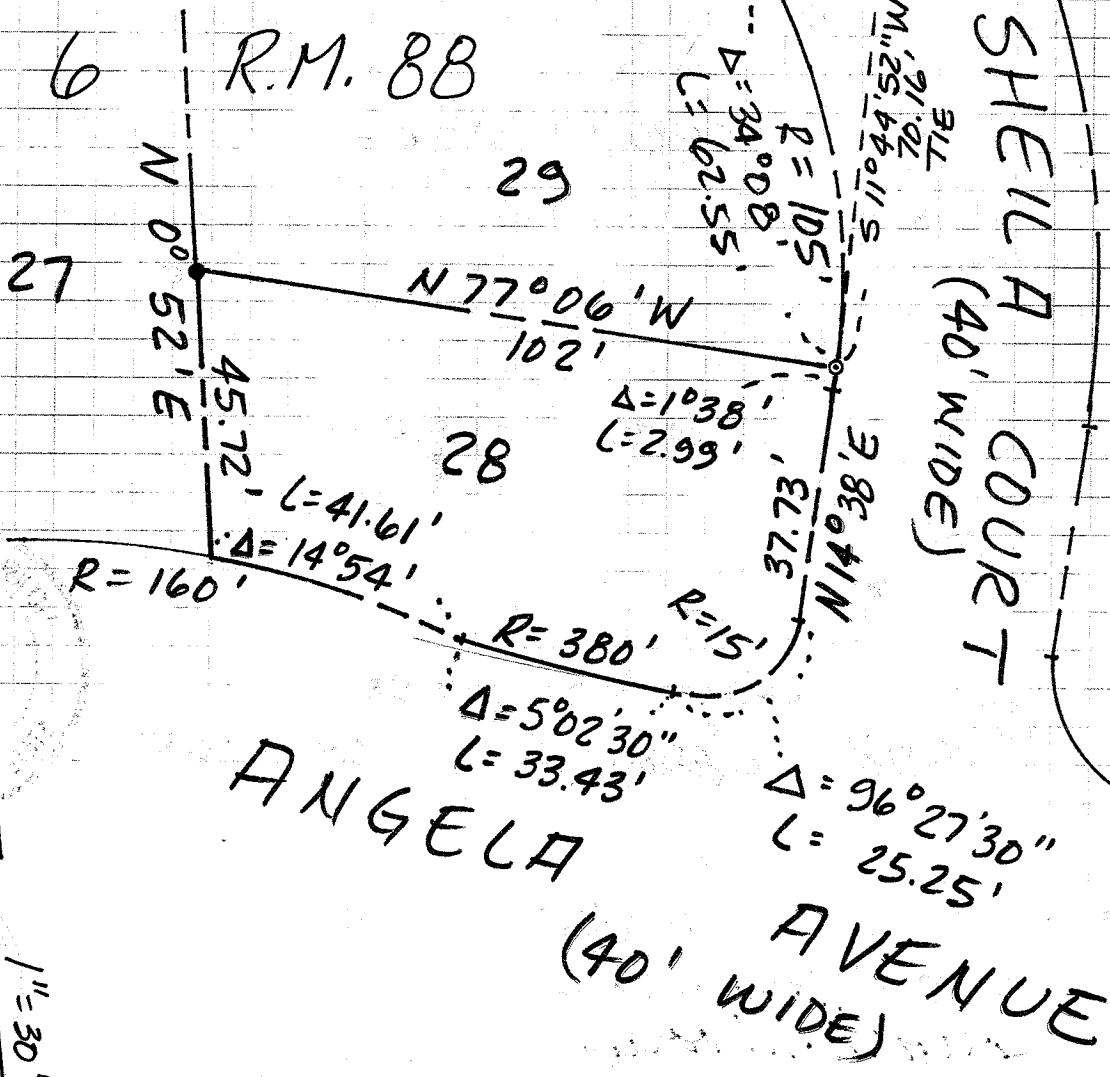 6 R.M. 88
S 11°44'52"W
70.16'
TIE
SHEILA COURT
(40' WIDE)
R = 105'
Δ = 34°08'
L = 62.55'
29
27
N 0° 52' E
N 77°06'W
102'
Δ=1°38'
L=2.99'
45.72
28
37.73'
N 14°38'E
L=41.61'
Δ= 14°54'
R= 160'
R= 380'
R=15'
Δ=5°02'30"
L= 33.43'
Δ= 96°27'30"
L= 25.25'
ANGELA AVENUE
(40' WIDE)
1"=30'